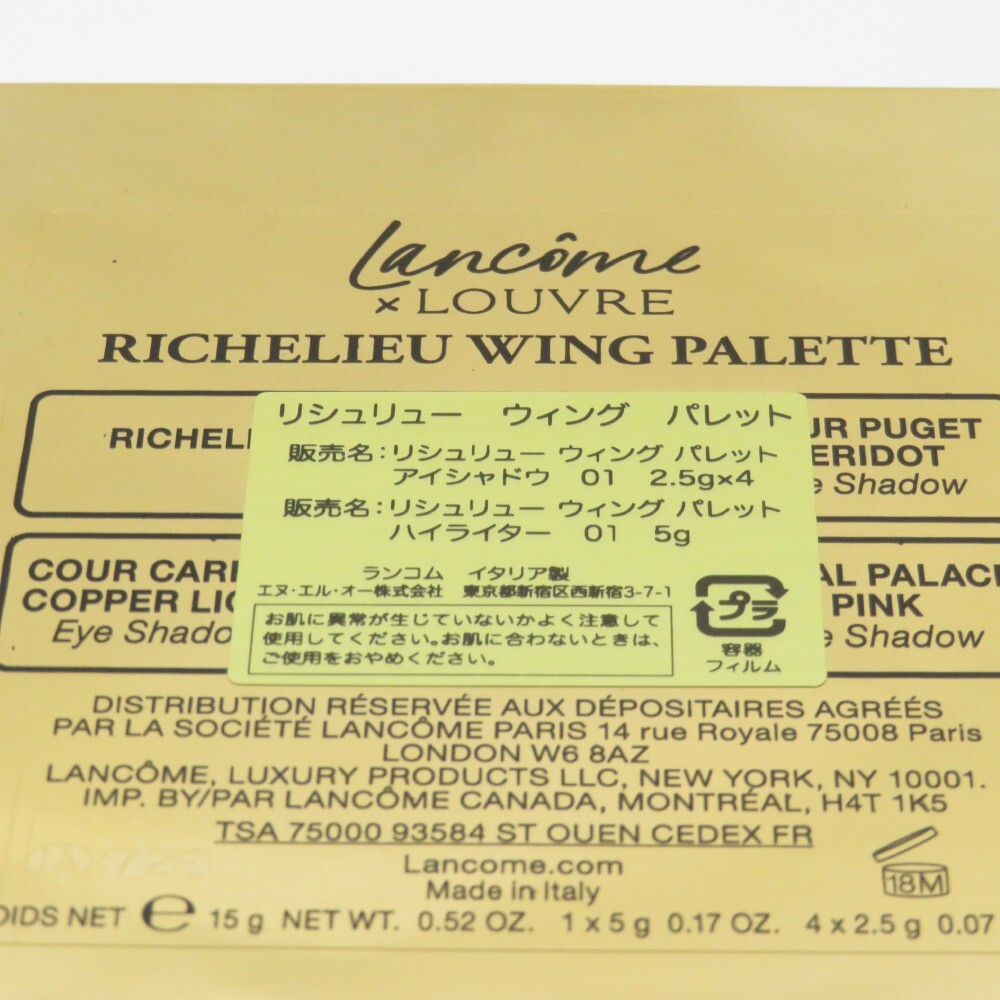 Lancôme
× LOUVRE
RICHELIEU WING PALETTE
RICHELI
リシュリュー ウィング パレット
販売名:リシュリュー ウィング パレット
アイシャドウ 01 2.5g×4
販売名:リシュリュー ウィング パレット
ハイライター 01 5g
ランコム イタリア製
エヌ・エル・オー株式会社 東京都新宿区西新宿3-7-1
お肌に異常が生じていないかよく注意して
使用してください。お肌に合わないときは、
ご使用をおやめください。
プラ
容器
フィルム
UR PUGET
ERIDOT
e Shadow
COUR CARR
COPPER LIG
Eye Shado
AL PALACE
PINK
e Shadow
DISTRIBUTION RÉSERVÉE AUX DÉPOSITAIRES AGRÉÉS
PAR LA SOCIÉTÉ LANCÔME PARIS 14 rue Royale 75008 Paris
LONDON W6 8AZ
LANCÔME, LUXURY PRODUCTS LLC, NEW YORK, NY 10001.
IMP. BY/PAR LANCÔME CANADA, MONTRÉAL, H4T 1K5
TSA 75000 93584 ST OUEN CEDEX FR
Lancome.com
Made in Italy
18M
OIDS NET e 15 g NET WT. 0.52 OZ. 1 x 5 g 0.17 OZ. 4 x 2.5 g 0.07